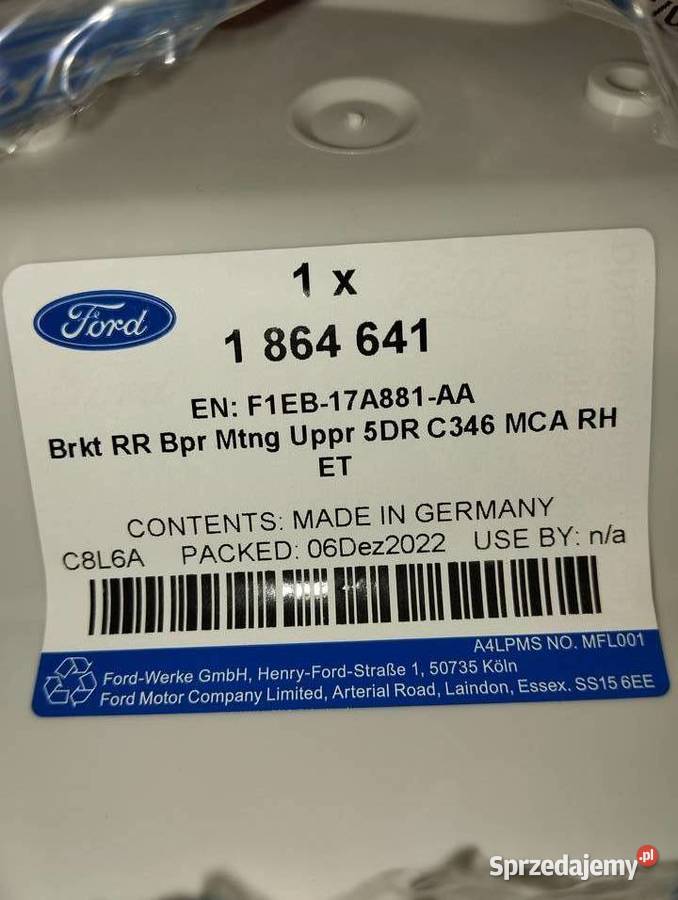 1 x
Ford
1 864 641
EN: F1EB-17A881-AA
Brkt RR Bpr Mtng Uppr 5DR C346 MCA RH
ET
CONTENTS: MADE IN GERMANY
C8L6A PACKED: 06Dez2022 USE BY: n/a
A4LPMS NO. MFL001
Ford-Werke GmbH, Henry-Ford-Straße 1, 50735 Köln
Ford Motor Company Limited, Arterial Road, Laindon, Essex. SS15 6EE
Sprzedajemy.pl